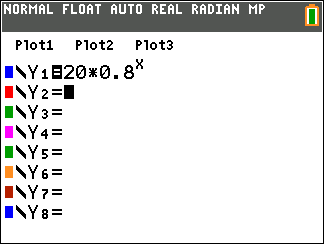 NORMAL FLOAT AUTO REAL RADIAN MP
Plot1 Plot2 Plot3
\Y₁=20*0.8ˣ
\Y₂=
\Y₃=
\Y₄=
\Y₅=
\Y₆=
\Y₇=
\Y₈=